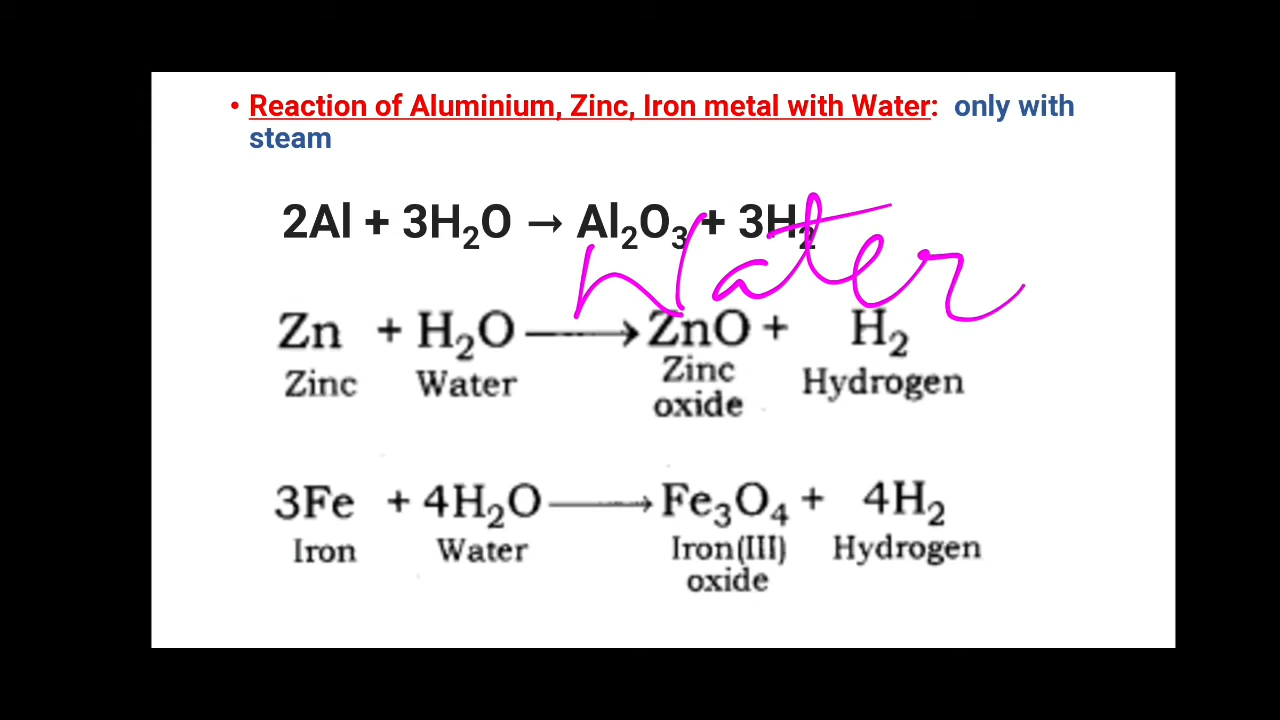 • Reaction of Aluminium, Zinc, Iron metal with Water: only with
steam
2Al + 3H₂O → Al₂O₃ + 3H₂
Water
Zn + H₂O ⟶ ZnO + H₂
Zinc Water Zinc oxide Hydrogen
3Fe + 4H₂O ⟶ Fe₃O₄ + 4H₂
Iron Water Iron(III) oxide Hydrogen